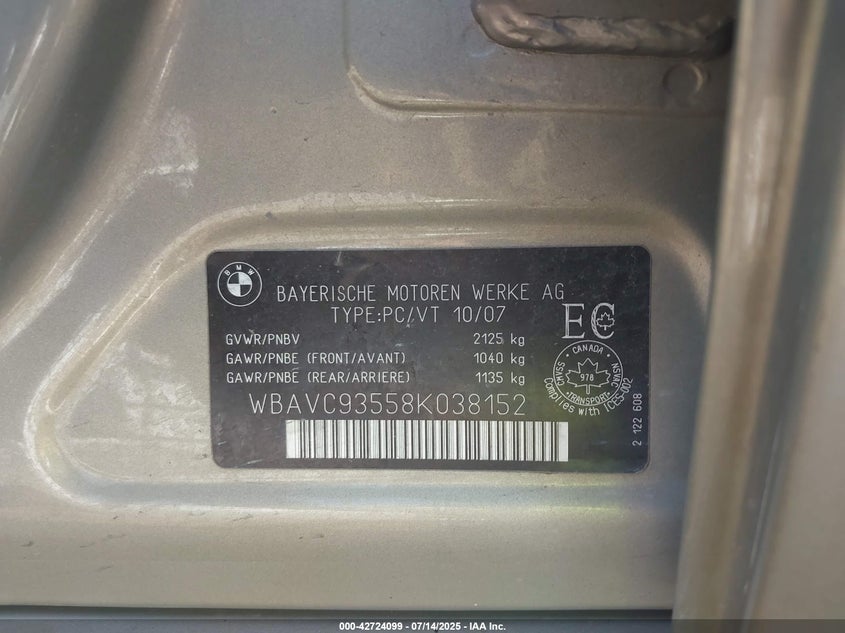 BMW
BAYERISCHE MOTOREN WERKE AG
TYPE:PC/VT 10/07
EC
GVWR/PNBV 2125 kg
GAWR/PNBE (FRONT/AVANT) 1040 kg
GAWR/PNBE (REAR/ARRIERE) 1135 kg
CANADA
CMVSS
NSVAC
978
TRANSPORT
Complies with ICES-002
WBAVC93558K038152
2 122 608
000-42724099 - 07/14/2025 - IAA Inc.